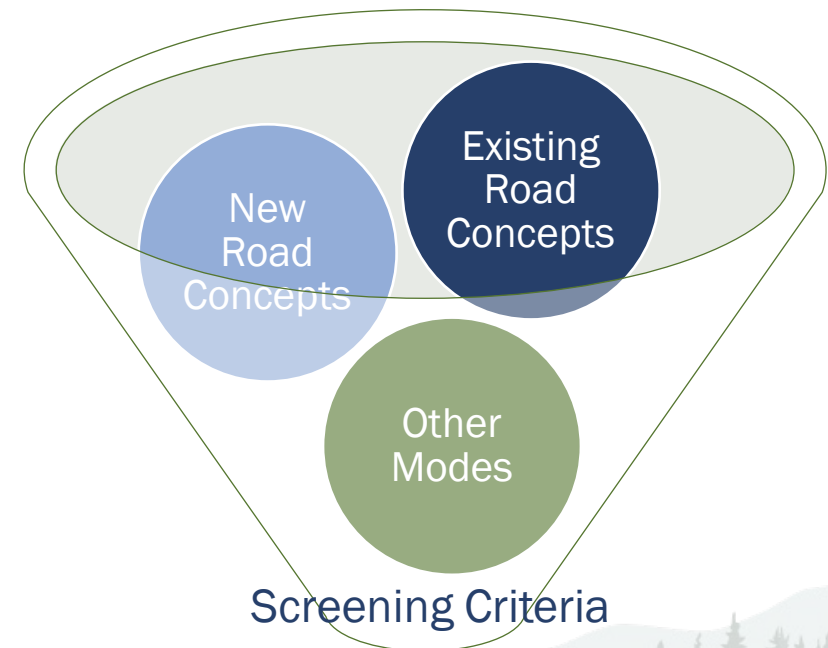 New
Road
Concepts
Existing
Road
Concepts
Other
Modes
Screening Criteria